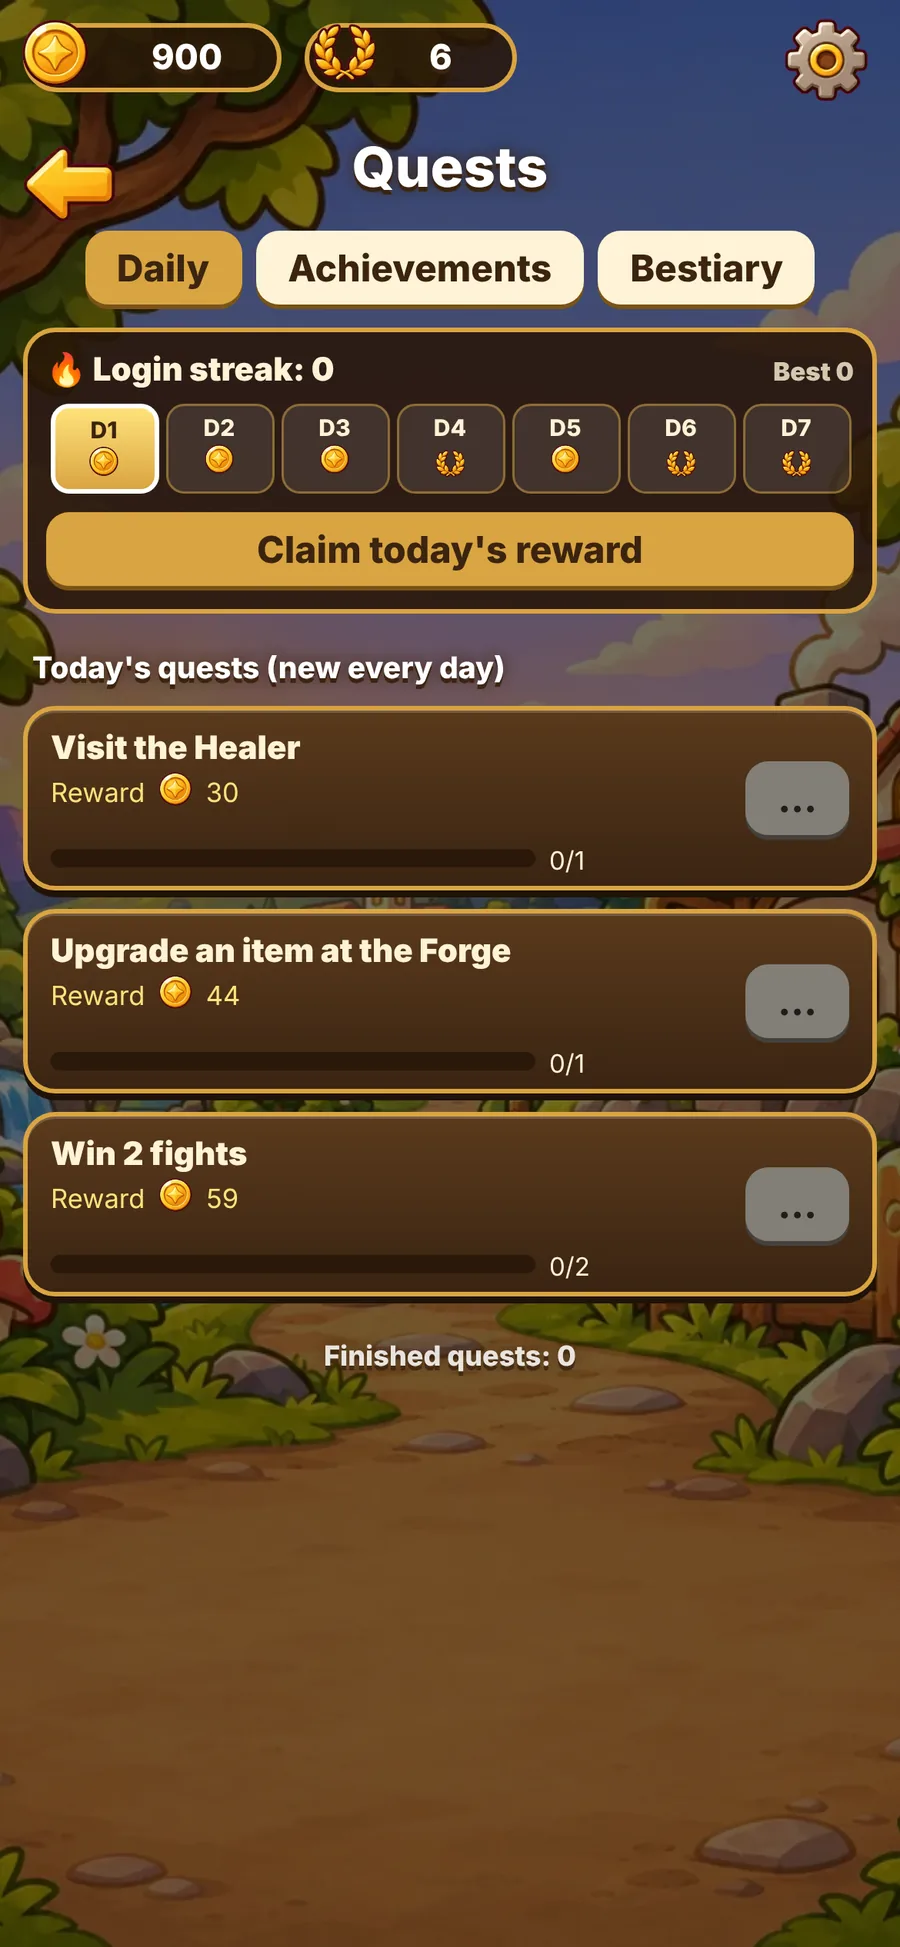 900
6
Quests
Daily
Achievements
Bestiary
🔥 Login streak: 0
Best 0
D1
D2
D3
D4
D5
D6
D7
Claim today's reward
Today's quests (new every day)
Visit the Healer
Reward 30
...
0/1
Upgrade an item at the Forge
Reward 44
...
0/1
Win 2 fights
Reward 59
...
0/2
Finished quests: 0